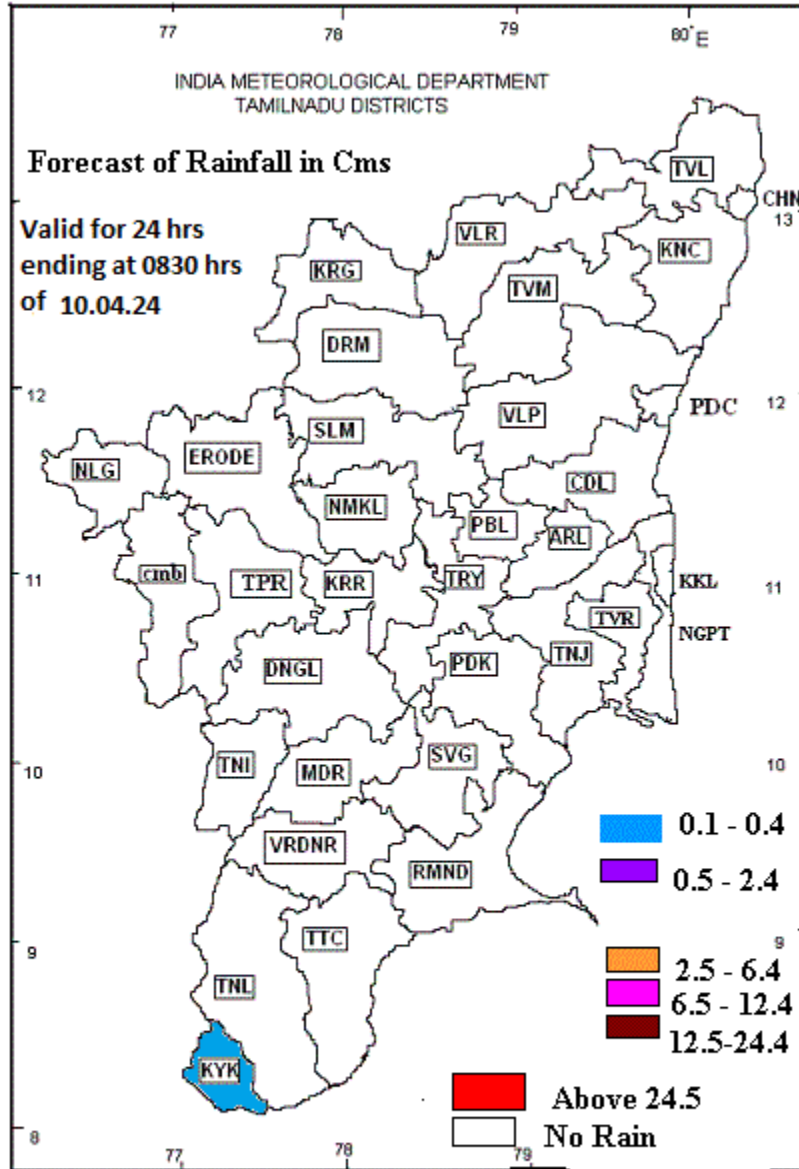 77 78 79 80° E
INDIA METEOROLOGICAL DEPARTMENT
TAMILNADU DISTRICTS
Forecast of Rainfall in Cms
TVL
CHN
Valid for 24 hrs
ending at 0830 hrs
of 10.04.24
13
VLR
KNC
KRG
TVM
DRM
12
12
VLP
PDC
SLM
ERODE
NLG
CDL
NMKL
PBL
ARL
11
cmb
TPR
KRR
TRY
KKL
11
TVR
NGPT
DNGL
PDK
TNJ
10
TNI
MDR
SVG
10
0.1 - 0.4
VRDNR
RMND
0.5 - 2.4
9
TTC
9
2.5 - 6.4
TNL
6.5 - 12.4
12.5-24.4
KYK
Above 24.5
8
No Rain
77 78 79